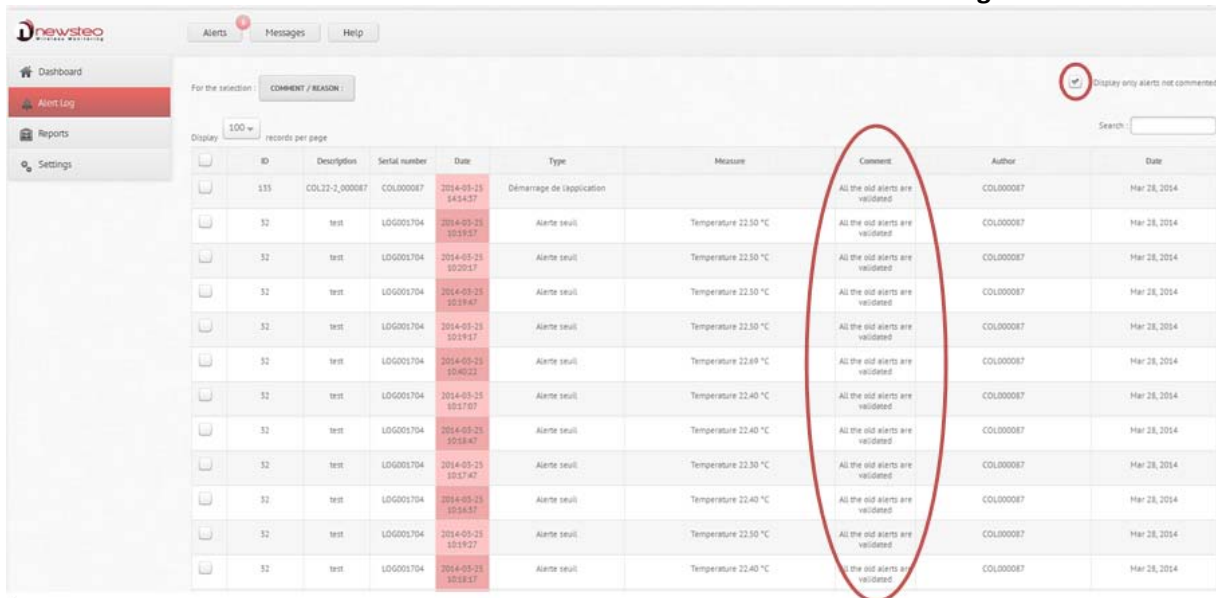 newsteo
Wireless Monitoring
Alerts
Messages
Help
Dashboard
Alert Log
Reports
Settings
For the selection :
COMMENT / REASON :
Display only alerts not commented
Display 100 records per page
Search :
ID Description Serial number Date Type Measure Comment Author Date
135 COL22-2_000087 COL000087 2014-03-25 14:14:37 Démarrage de l'application All the old alerts are validated COL000087 Mar 28, 2014
32 test LOG001704 2014-03-25 10:19:57 Alerte seuil Temperature 22.50 °C All the old alerts are validated COL000087 Mar 28, 2014
32 test LOG001704 2014-03-25 10:20:17 Alerte seuil Temperature 22.50 °C All the old alerts are validated COL000087 Mar 28, 2014
32 test LOG001704 2014-03-25 10:19:47 Alerte seuil Temperature 22.50 °C All the old alerts are validated COL000087 Mar 28, 2014
32 test LOG001704 2014-03-25 10:19:17 Alerte seuil Temperature 22.50 °C All the old alerts are validated COL000087 Mar 28, 2014
32 test LOG001704 2014-03-25 10:40:22 Alerte seuil Temperature 22.69 °C All the old alerts are validated COL000087 Mar 28, 2014
32 test LOG001704 2014-03-25 10:17:07 Alerte seuil Temperature 22.40 °C All the old alerts are validated COL000087 Mar 28, 2014
32 test LOG001704 2014-03-25 10:18:47 Alerte seuil Temperature 22.40 °C All the old alerts are validated COL000087 Mar 28, 2014
32 test LOG001704 2014-03-25 10:17:47 Alerte seuil Temperature 22.30 °C All the old alerts are validated COL000087 Mar 28, 2014
32 test LOG001704 2014-03-25 10:16:37 Alerte seuil Temperature 22.40 °C All the old alerts are validated COL000087 Mar 28, 2014
32 test LOG001704 2014-03-25 10:19:27 Alerte seuil Temperature 22.50 °C All the old alerts are validated COL000087 Mar 28, 2014
32 test LOG001704 2014-03-25 10:18:17 Alerte seuil Temperature 22.40 °C All the old alerts are validated COL000087 Mar 28, 2014